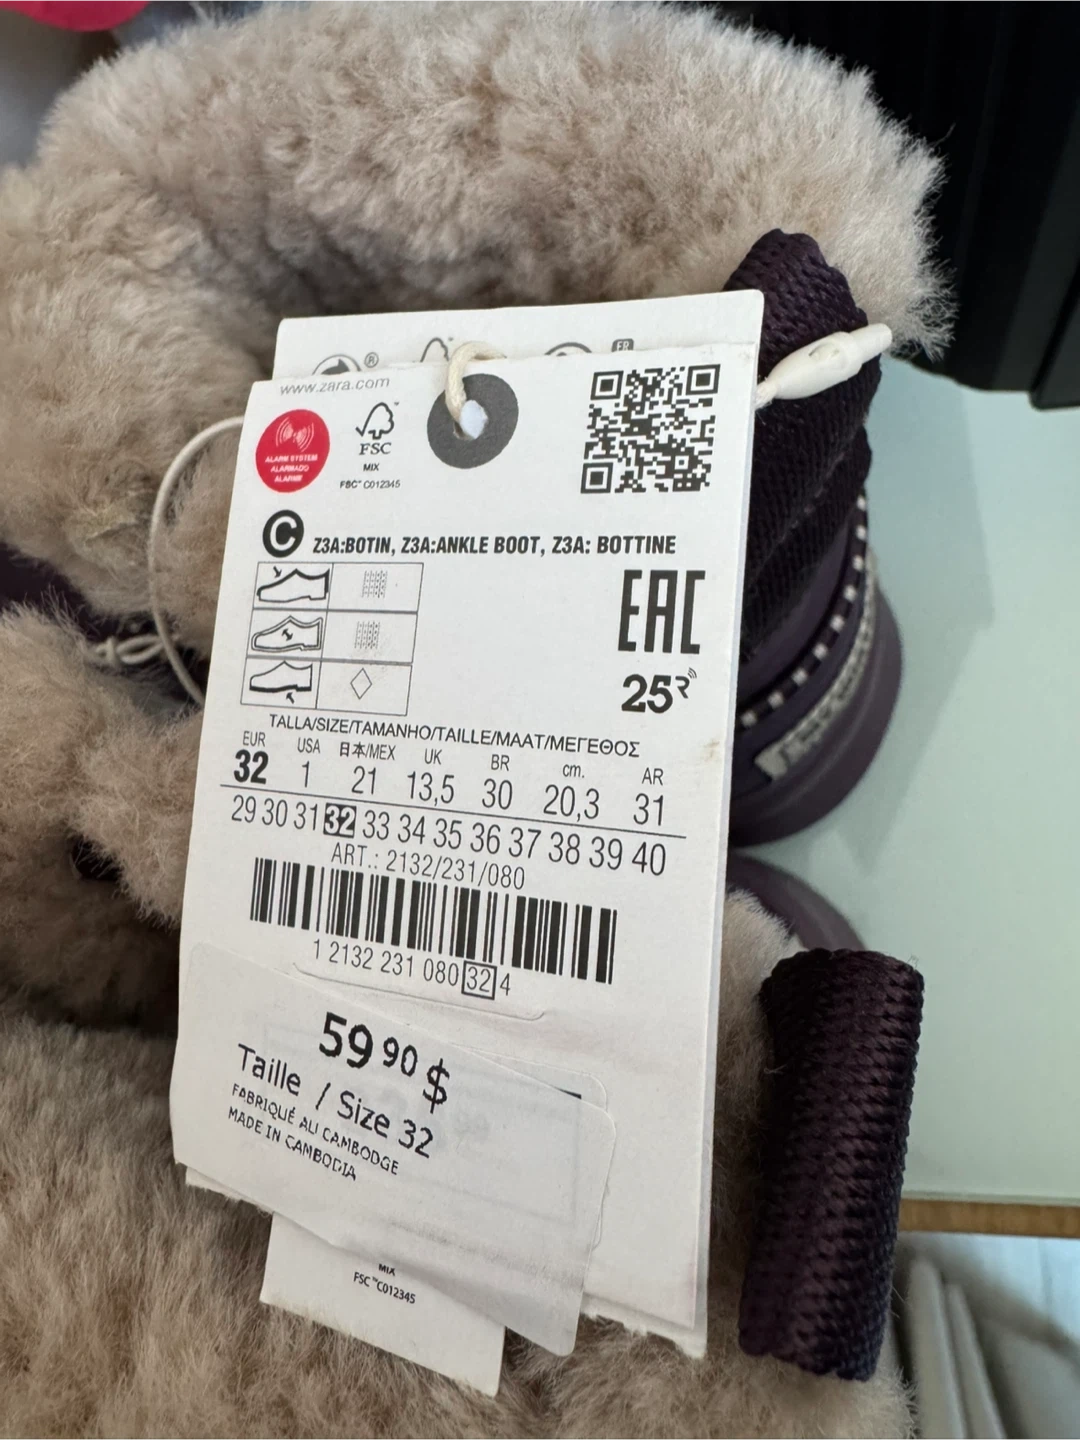 ®
FR
www.zara.com
ALARM SYSTEM
ALARMADO
ALARME
FSC
MIX
FSC™ C012345
C Z3A:BOTIN, Z3A:ANKLE BOOT, Z3A: BOTTINE
EAC
25R
TALLA/SIZE/TAMANHO/TAILLE/MAAT/ΜΕΓΕΘΟΣ
EUR USA 日本/MEX UK BR cm. AR
32 1 21 13,5 30 20,3 31
29 30 31 32 33 34 35 36 37 38 39 40
ART.: 2132/231/080
1 2132 231 080 32 4
59 90 $
Taille / Size 32
FABRIQUÉ AU CAMBODGE
MADE IN CAMBODIA
MIX
FSC™ C012345